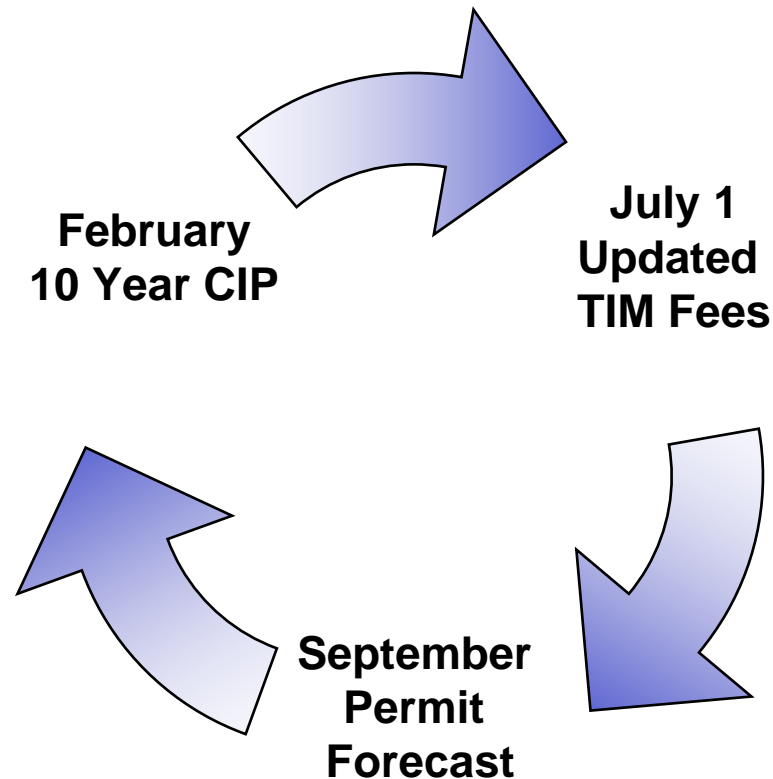 February
10 Year CIP
July 1
Updated
TIM Fees
September
Permit
Forecast